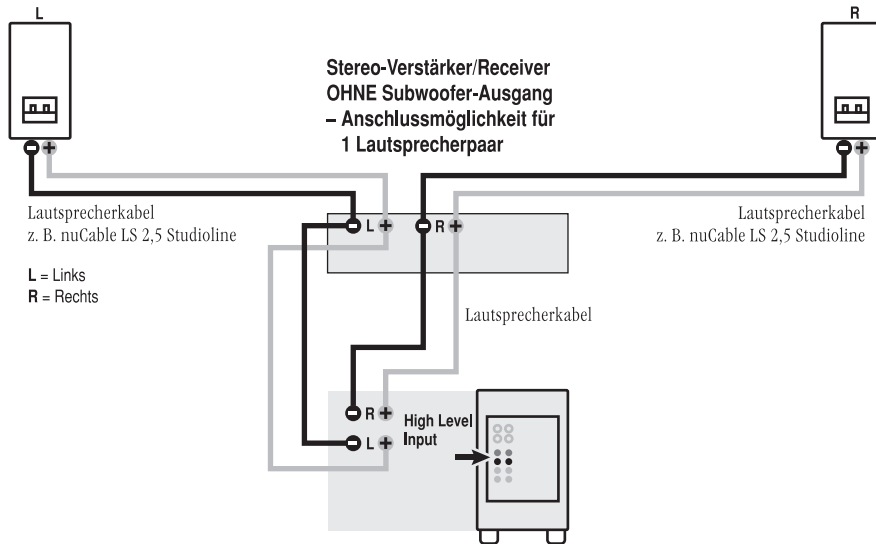 L
R
Stereo-Verstärker/Receiver
OHNE Subwoofer-Ausgang
– Anschlussmöglichkeit für
1 Lautsprecherpaar
Lautsprecherkabel
z. B. nuCable LS 2,5 Studioline
Lautsprecherkabel
z. B. nuCable LS 2,5 Studioline
L = Links
R = Rechts
L
R
Lautsprecherkabel
R
L
High Level
Input